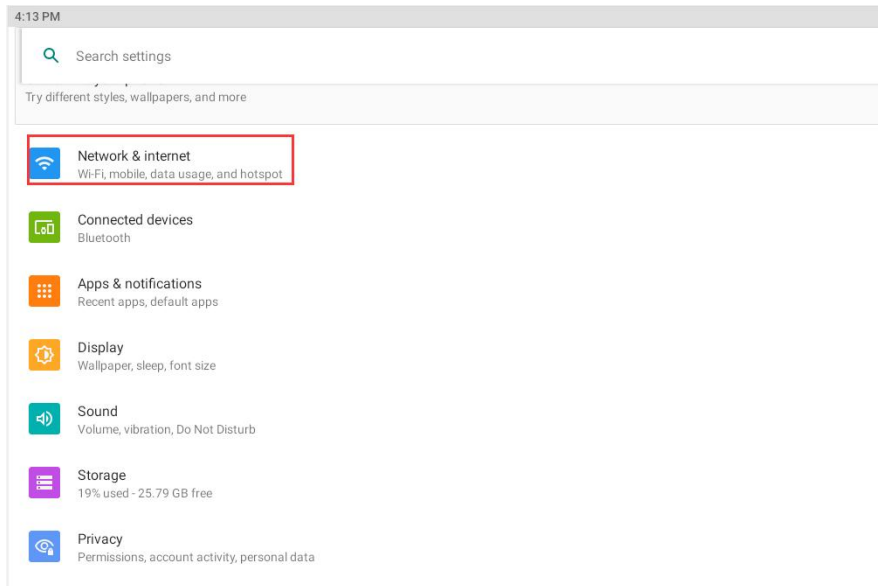 4:13 PM
Search settings
Try different styles, wallpapers, and more
Network & internet
Wi-Fi, mobile, data usage, and hotspot
Connected devices
Bluetooth
Apps & notifications
Recent apps, default apps
Display
Wallpaper, sleep, font size
Sound
Volume, vibration, Do Not Disturb
Storage
19% used - 25.79 GB free
Privacy
Permissions, account activity, personal data